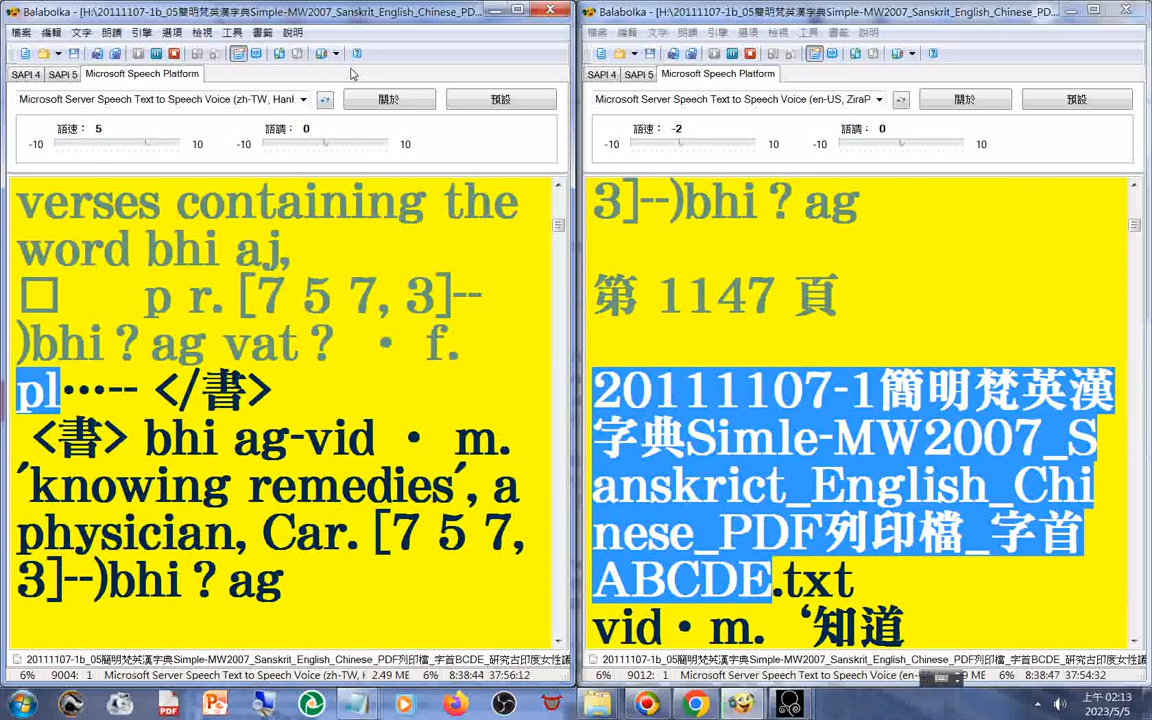 Balabolka - [H:\20111107-1b_05簡明梵英漢字典Simple-MW2007_Sanskrit_English_Chinese_PD...
檔案 編輯 文字 朗讀 引擎 選項 檢視 工具 書籤 說明
SAPI 4 SAPI 5 Microsoft Speech Platform
Microsoft Server Speech Text to Speech Voice (zh-TW, Hanl
關於
預設
語速： 5
語調： 0
-10 10 -10 10
verses containing the
word bhi aj,
□ p r. [7 5 7, 3]--
)bhi？ag vat？ • f.
pl…-- </書>
<書> bhi ag-vid • m.
'knowing remedies', a
physician, Car. [7 5 7,
3]--)bhi？ag
20111107-1b_05簡明梵英漢字典Simple-MW2007_Sanskrit_English_Chinese_PDF列印檔_字首BCDE_研究古印度女性議
6% 9004: 1 Microsoft Server Speech Text to Speech Voice (zh-TW, H 2.49 MB 6% 8:38:44 37:56:12
Balabolka - [H:\20111107-1b_05簡明梵英漢字典Simple-MW2007_Sanskrit_English_Chinese_PD...
檔案 編輯 文字 朗讀 引擎 選項 檢視 工具 書籤 說明
SAPI 4 SAPI 5 Microsoft Speech Platform
Microsoft Server Speech Text to Speech Voice (en-US, ZiraP
關於
預設
語速： -2
語調： 0
-10 10 -10 10
3]--)bhi？ag
第 1147 頁
20111107-1簡明梵英漢
字典Simle-MW2007_S
anskrict_English_Chi
nese_PDF列印檔_字首
ABCDE.txt
vid•m.‘知道
20111107-1b_05簡明梵英漢字典Simple-MW2007_Sanskrit_English_Chinese_PDF列印檔_字首BCDE_研究古印度女性議
6% 9012: 1 Microsoft Server Speech Text to Speech Voice (en-us 9 MB 6% 8:38:47 37:54:32
上午 02:13
2023/5/5